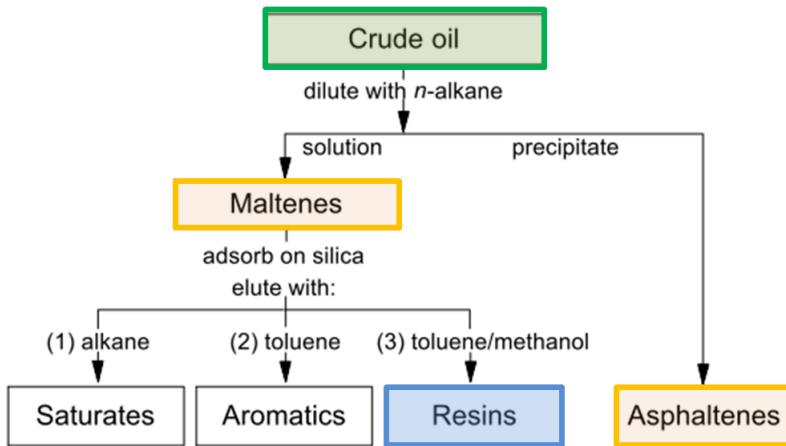 Crude oil
dilute with n-alkane
solution
precipitate
Maltenes
adsorb on silica
elute with:
(1) alkane
(2) toluene
(3) toluene/methanol
Saturates
Aromatics
Resins
Asphaltenes